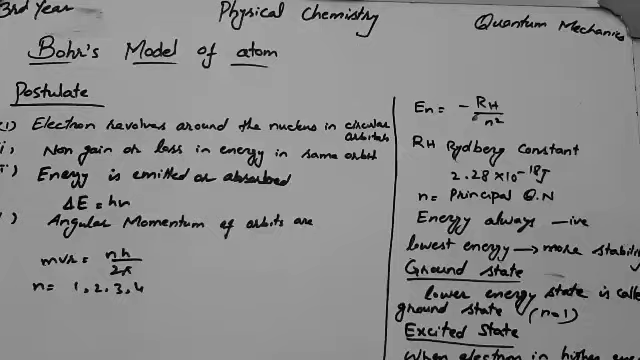 3rd Year
Physical Chemistry
Quantum Mechanics
Bohr's Model of atom
Postulate
(i) Electron revolves around the nucleus in circular
orbitals
ii) Non gain or loss in energy in same orbit
Energy is emitted or absorbed
ΔE = hν
) Angular Momentum of orbits are
mvr = nh/2π
n = 1, 2, 3, 4
En = - RH/n²
RH Rydberg Constant
2.28 × 10⁻¹⁸J
n = Principal Q.N
Energy always -ive
lowest energy → more stability
Ground state
lower energy state is called
ground state (n=1)
Excited State
When electron in higher